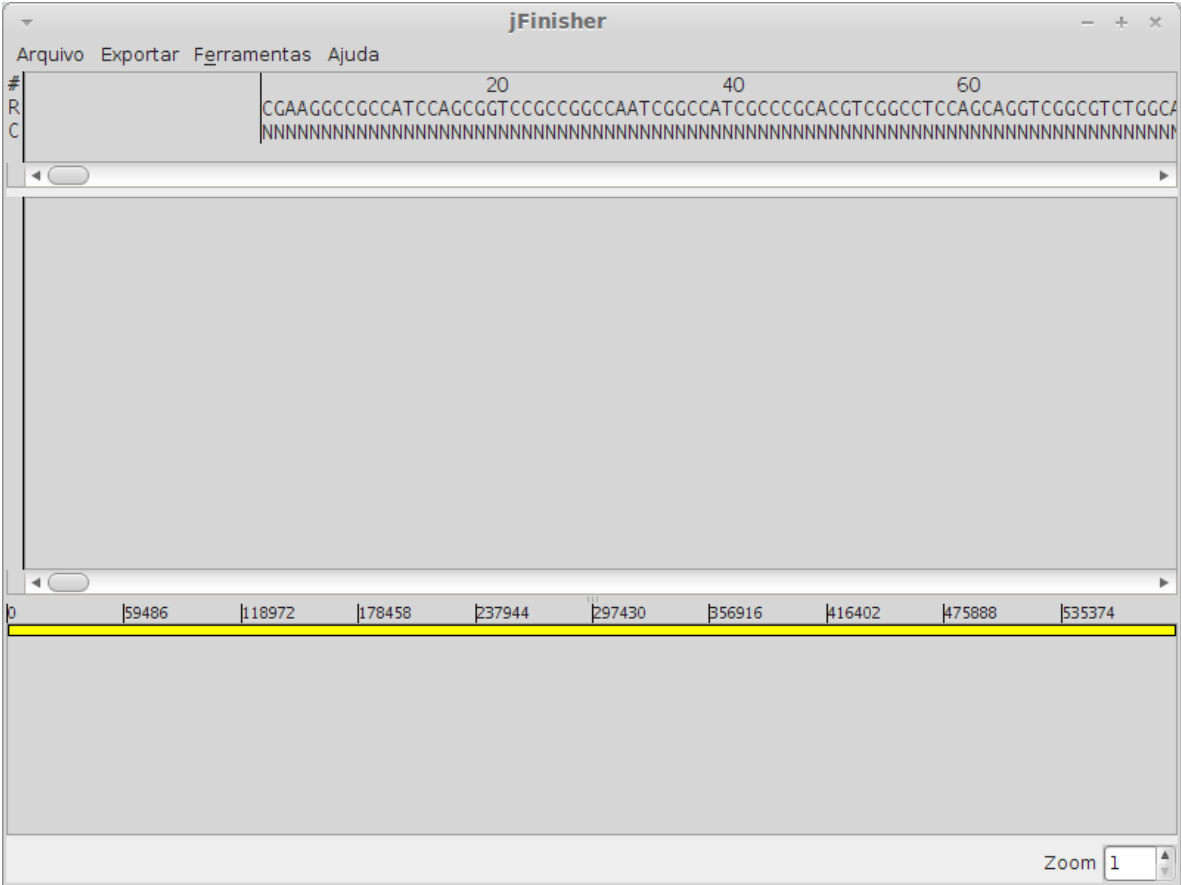 jFinisher
Arquivo Exportar Ferramentas Ajuda
# 20 40 60
R CGAAGGCCGCCATCCAGCGGTCCGCCGGCCAATCGGCCATCGCCCGCACGTCGGCCTCCAGCAGGTCGGCGTCTGGCA
C NNNNNNNNNNNNNNNNNNNNNNNNNNNNNNNNNNNNNNNNNNNNNNNNNNNNNNNNNNNNNNNNNNNNNNNNNNNNNN
0 59486 118972 178458 237944 297430 356916 416402 475888 535374
Zoom 1